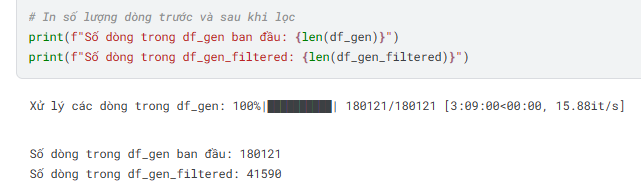 # In số lượng dòng trước và sau khi lọc
print(f"Số dòng trong df_gen ban đầu: {len(df_gen)}")
print(f"Số dòng trong df_gen_filtered: {len(df_gen_filtered)}")
Xử lý các dòng trong df_gen: 100%|██████████| 180121/180121 [3:09:00<00:00, 15.88it/s]
Số dòng trong df_gen ban đầu: 180121
Số dòng trong df_gen_filtered: 41590